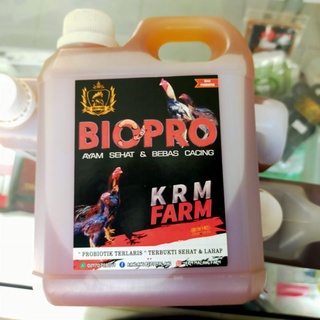 BIOPRO
AYAM SEHAT & BEBAS CACING
KRM
FARM
" PROBIOTIK TERLARIS " TERBUKTI SEHAT & LAHAP